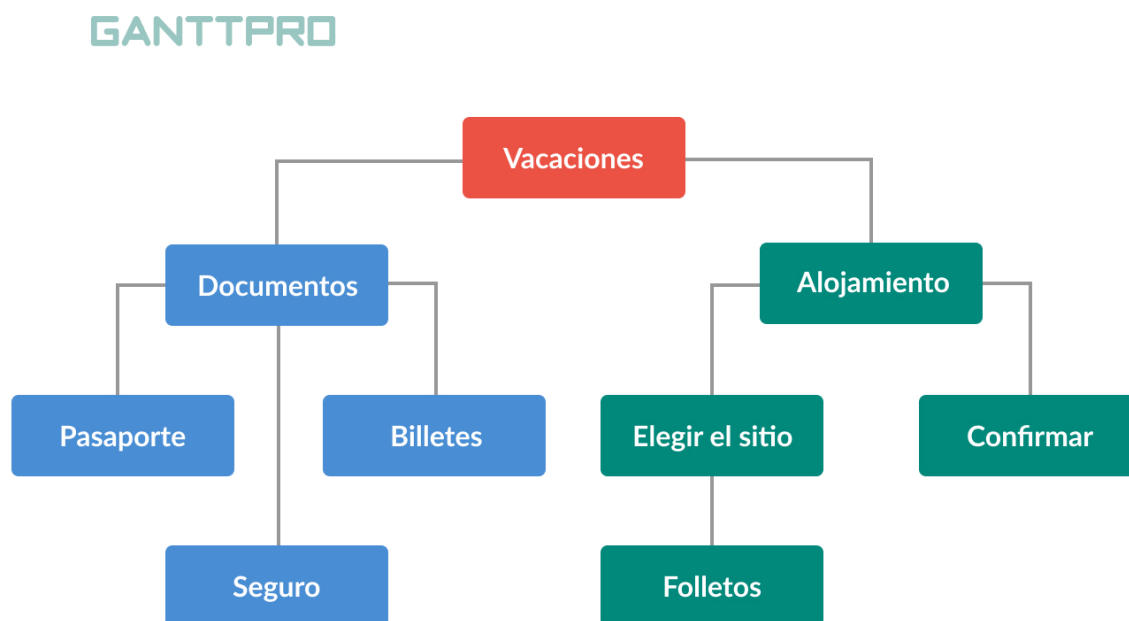 GANTTPRO
Vacaciones
Documentos
Alojamiento
Pasaporte
Billetes
Elegir el sitio
Confirmar
Seguro
Folletos